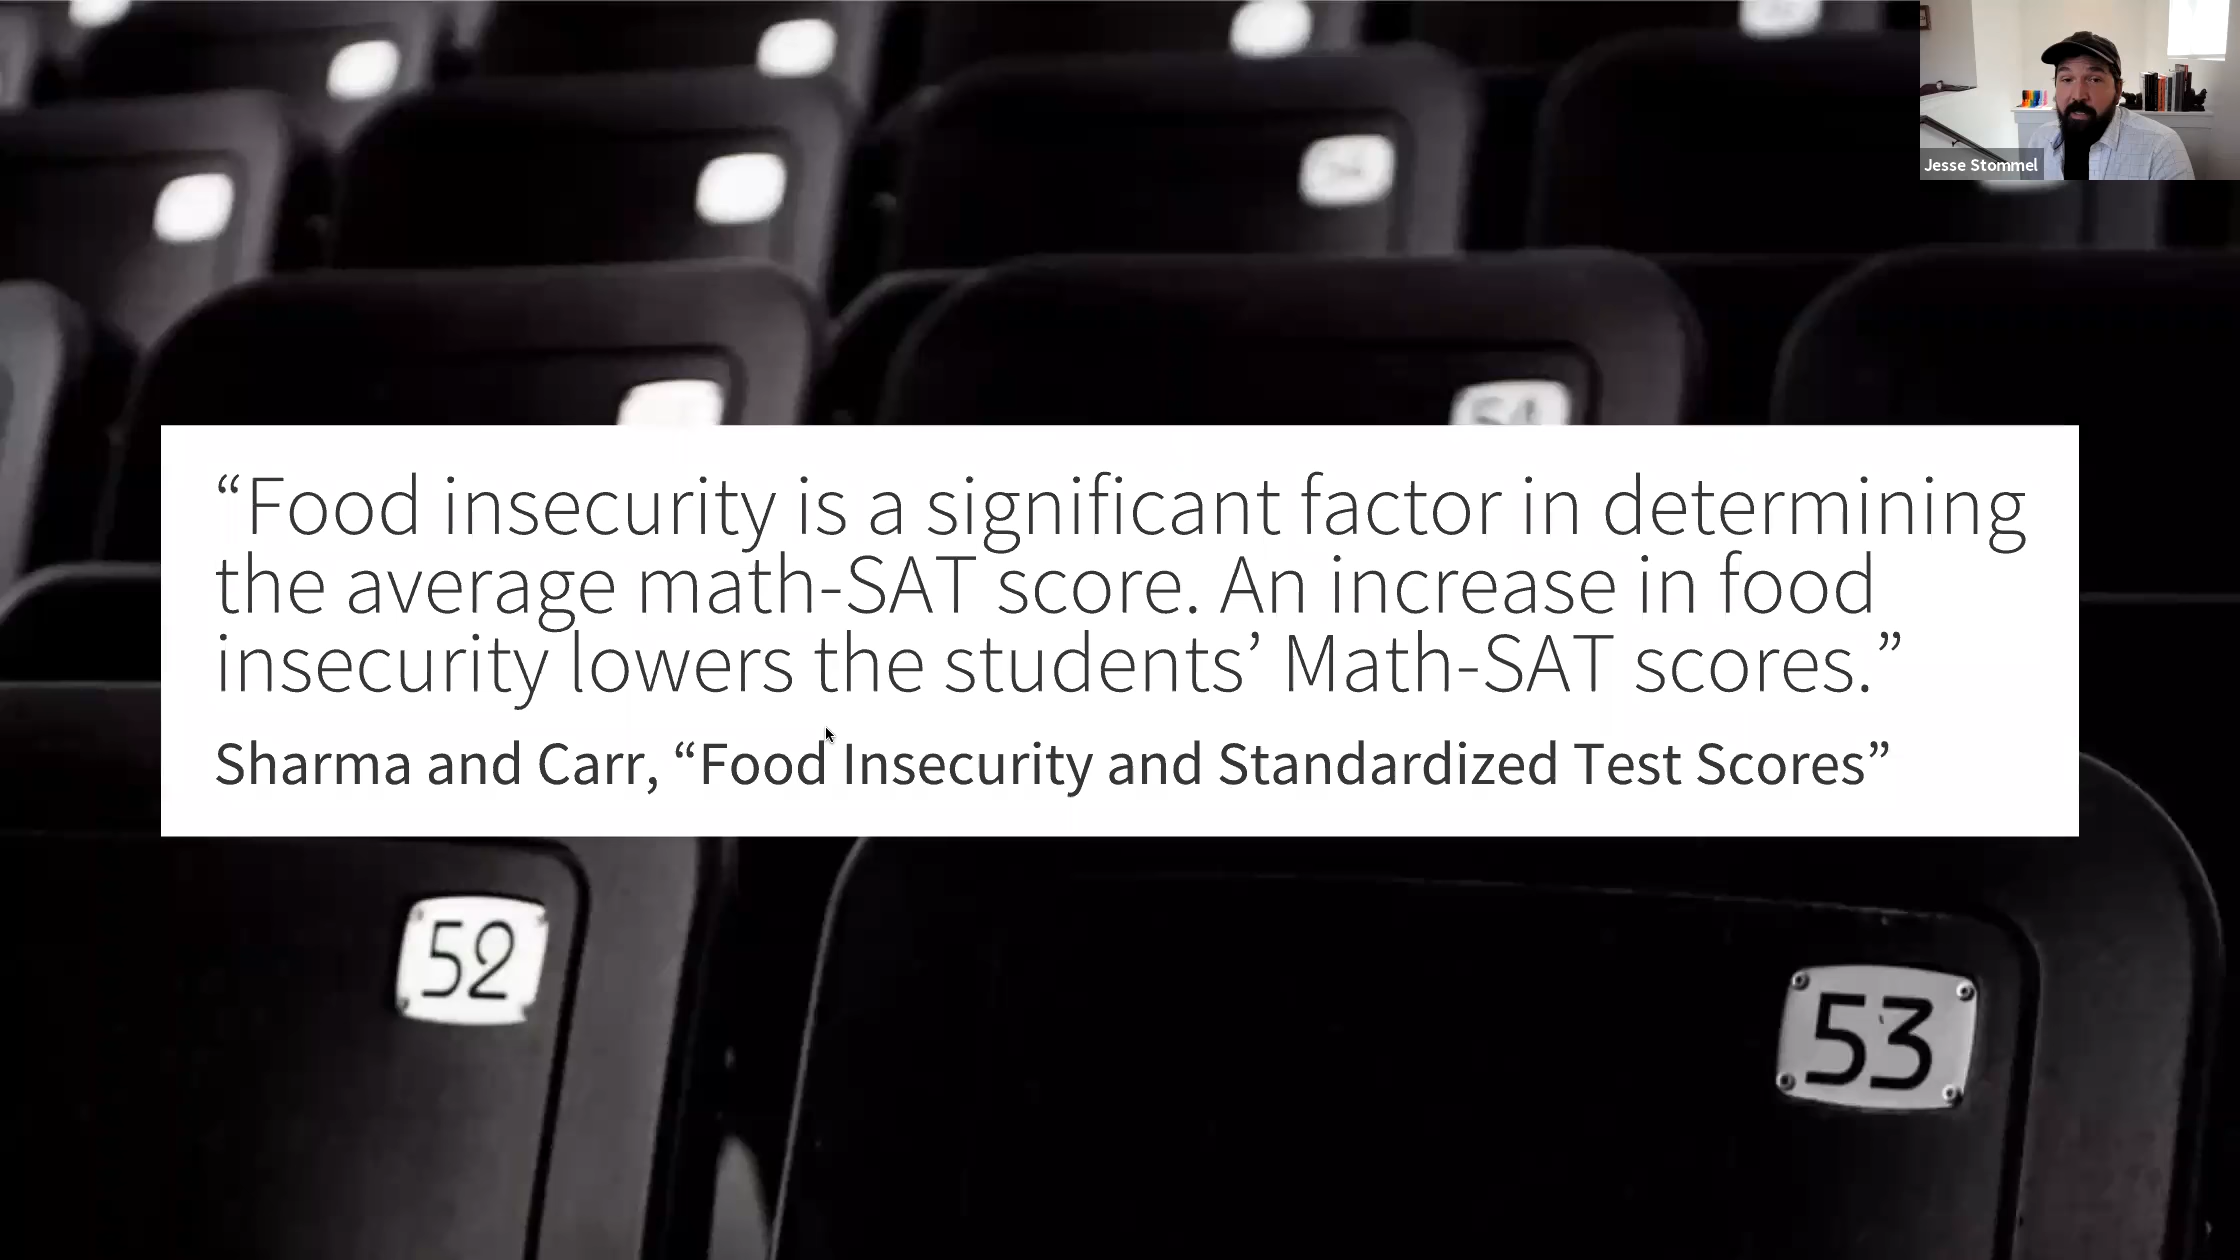 Jesse Stommel
54
“Food insecurity is a significant factor in determining
the average math-SAT score. An increase in food
insecurity lowers the students’ Math-SAT scores.”
Sharma and Carr, “Food Insecurity and Standardized Test Scores”
52
53